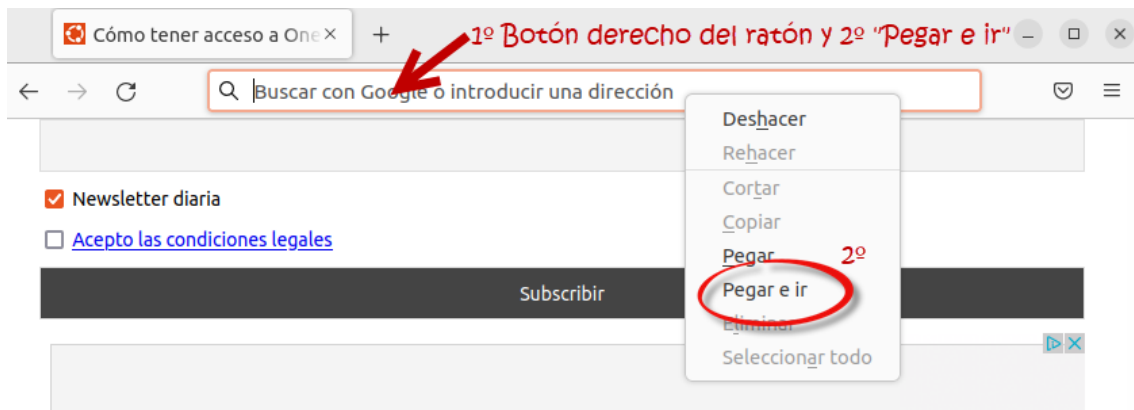 Cómo tener acceso a One
1º Botón derecho del ratón y 2º "Pegar e ir"
Buscar con Google o introducir una dirección
Deshacer
Rehacer
Cortar
Copiar
Pegar 2º
Pegar e ir
Eliminar
Seleccionar todo
Newsletter diaria
Acepto las condiciones legales
Subscribir